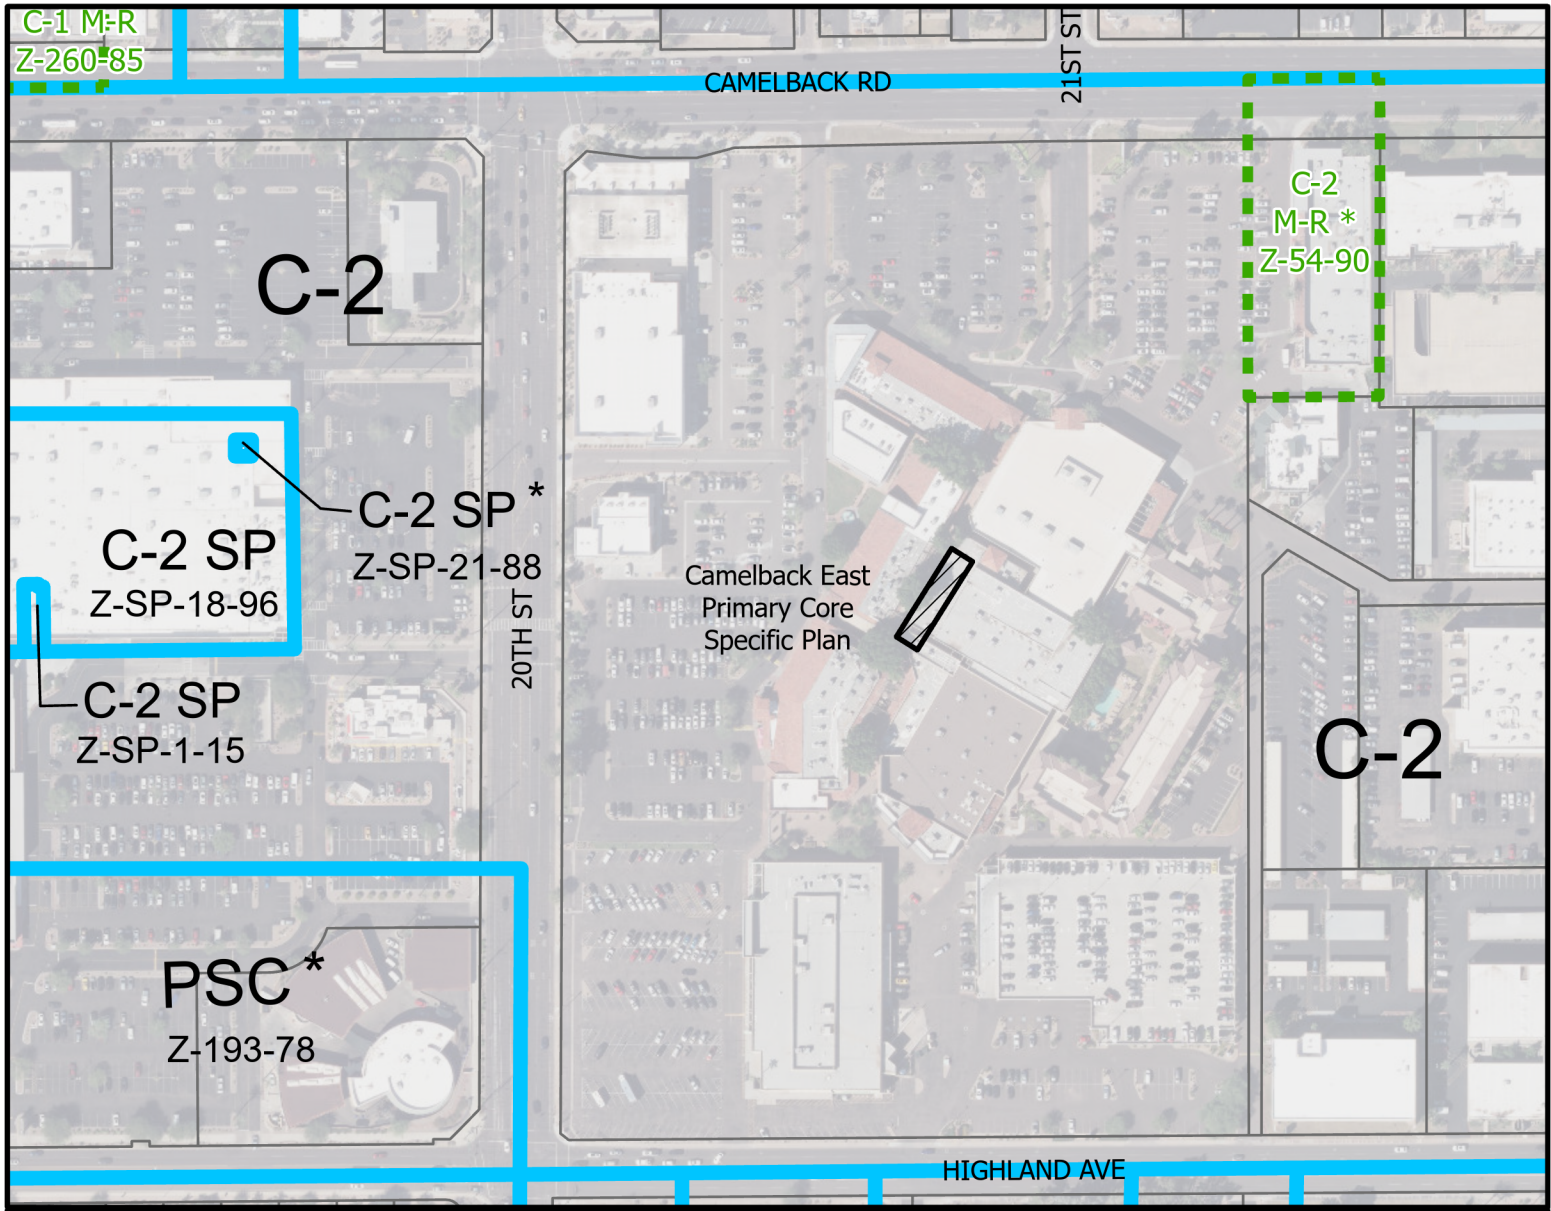 C-1 M-R
Z-260-85
CAMELBACK RD
21ST ST
C-2
M-R *
Z-54-90
C-2
C-2 SP *
Z-SP-21-88
C-2 SP
Z-SP-18-96
20TH ST
Camelback East
Primary Core
Specific Plan
C-2 SP
Z-SP-1-15
C-2
PSC *
Z-193-78
HIGHLAND AVE